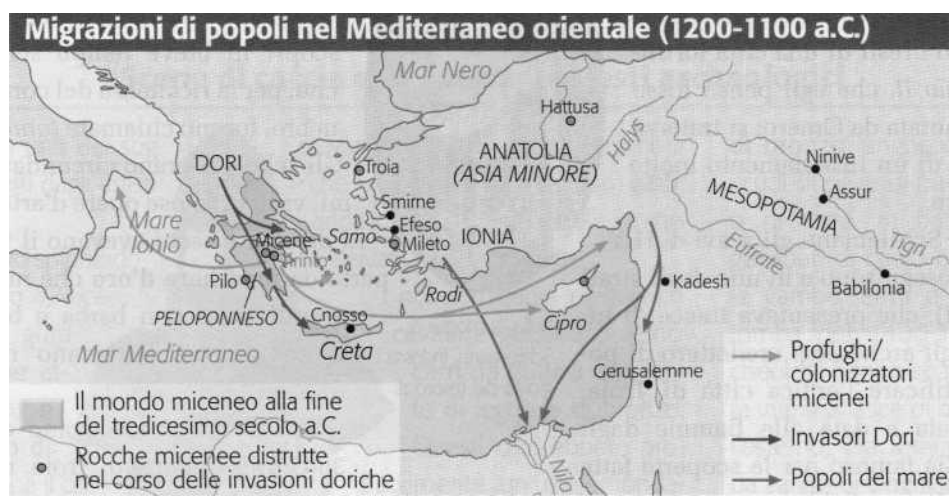 Migrazioni di popoli nel Mediterraneo orientale (1200-1100 a.C.)
Mar Nero
Hattusa
Halys
DORI
Troia
ANATOLIA
(ASIA MINORE)
Ninive
Assur
MESOPOTAMIA
Smirne
Efeso
Mileto
Samo
IONIA
Mare
Ionio
Micene
Tirinto
Pilo
Rodi
Eufrate
Tigri
Kadesh
Babilonia
PELOPONNESO
Cnosso
Creta
Cipro
Mar Mediterraneo
Gerusalemme
Nilo
Il mondo miceneo alla fine
del tredicesimo secolo a.C.
Rocche micenee distrutte
nel corso delle invasioni doriche
Profughi/
colonizzatori
micenei
Invasori Dori
Popoli del mare